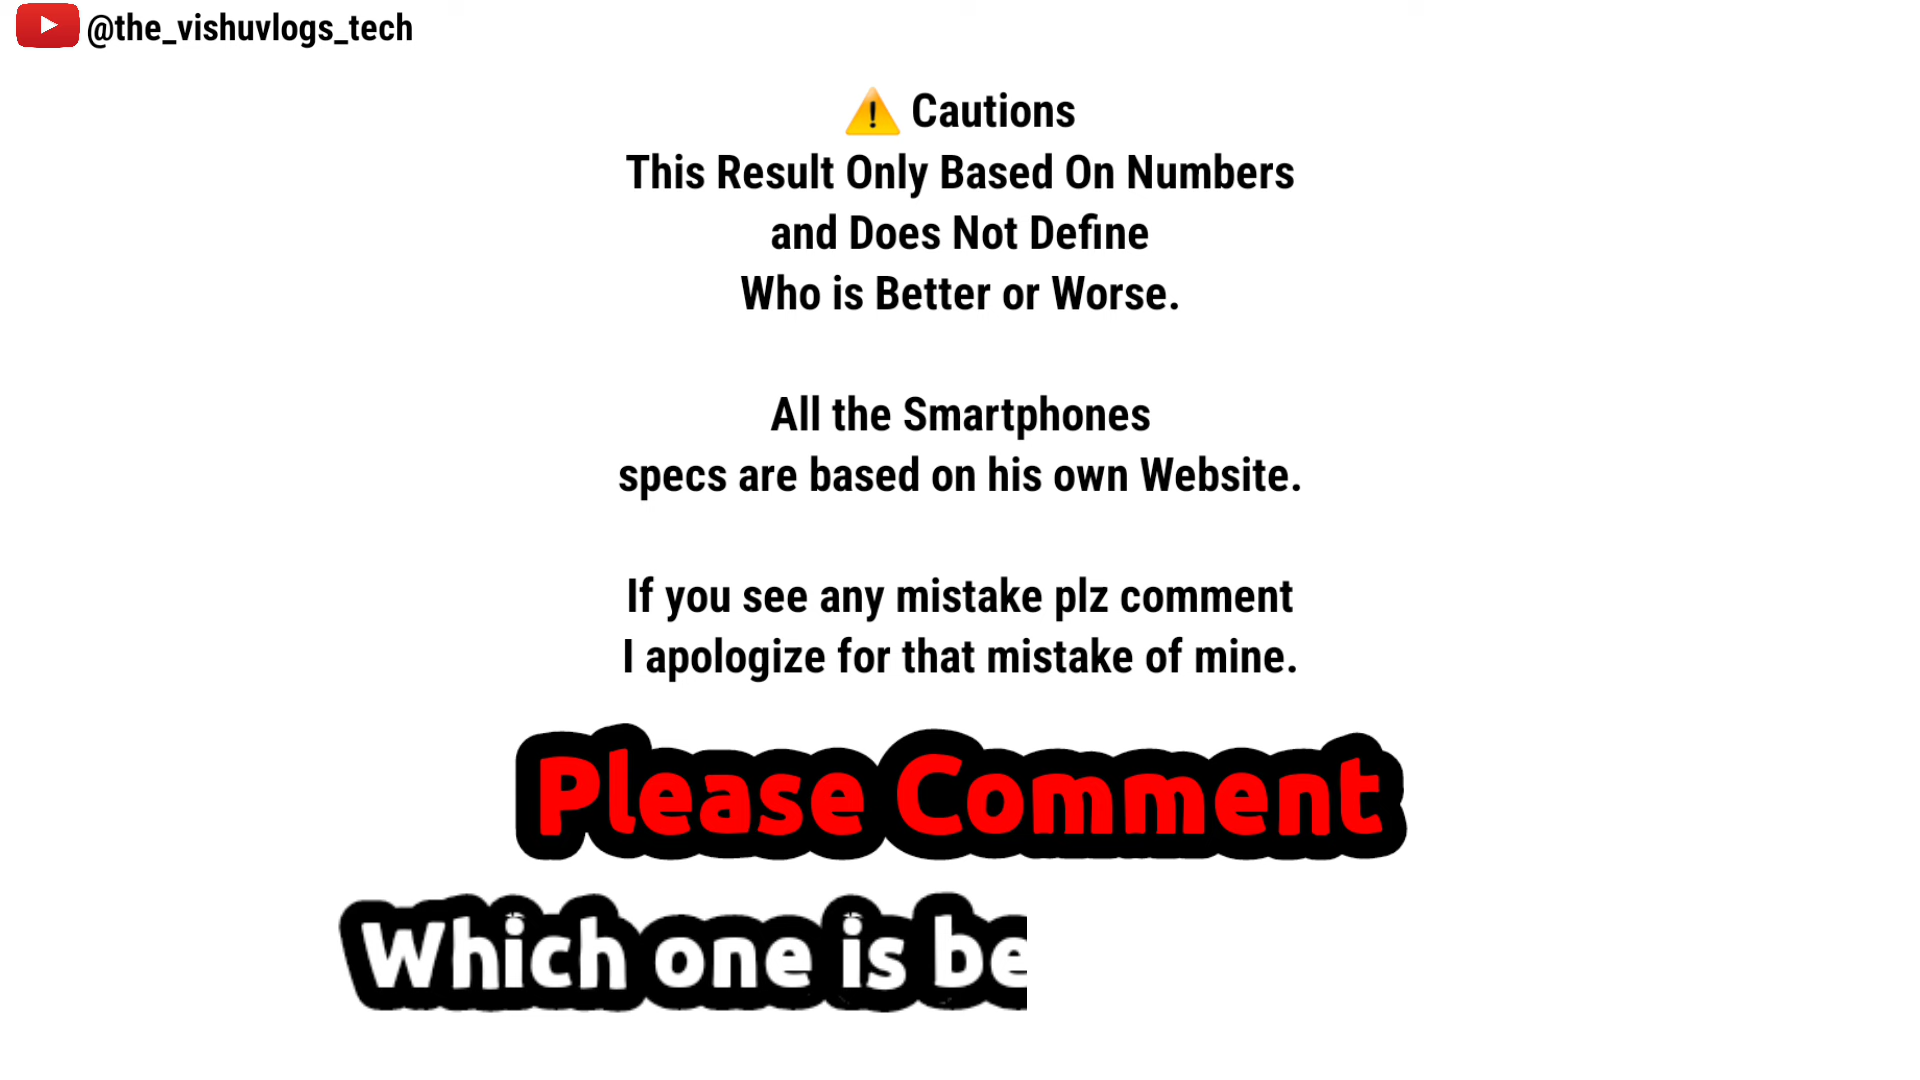 @the_vishuvlogs_tech
⚠️ Cautions
This Result Only Based On Numbers
and Does Not Define
Who is Better or Worse.
All the Smartphones
specs are based on his own Website.
If you see any mistake plz comment
I apologize for that mistake of mine.
Please Comment
Which one is be